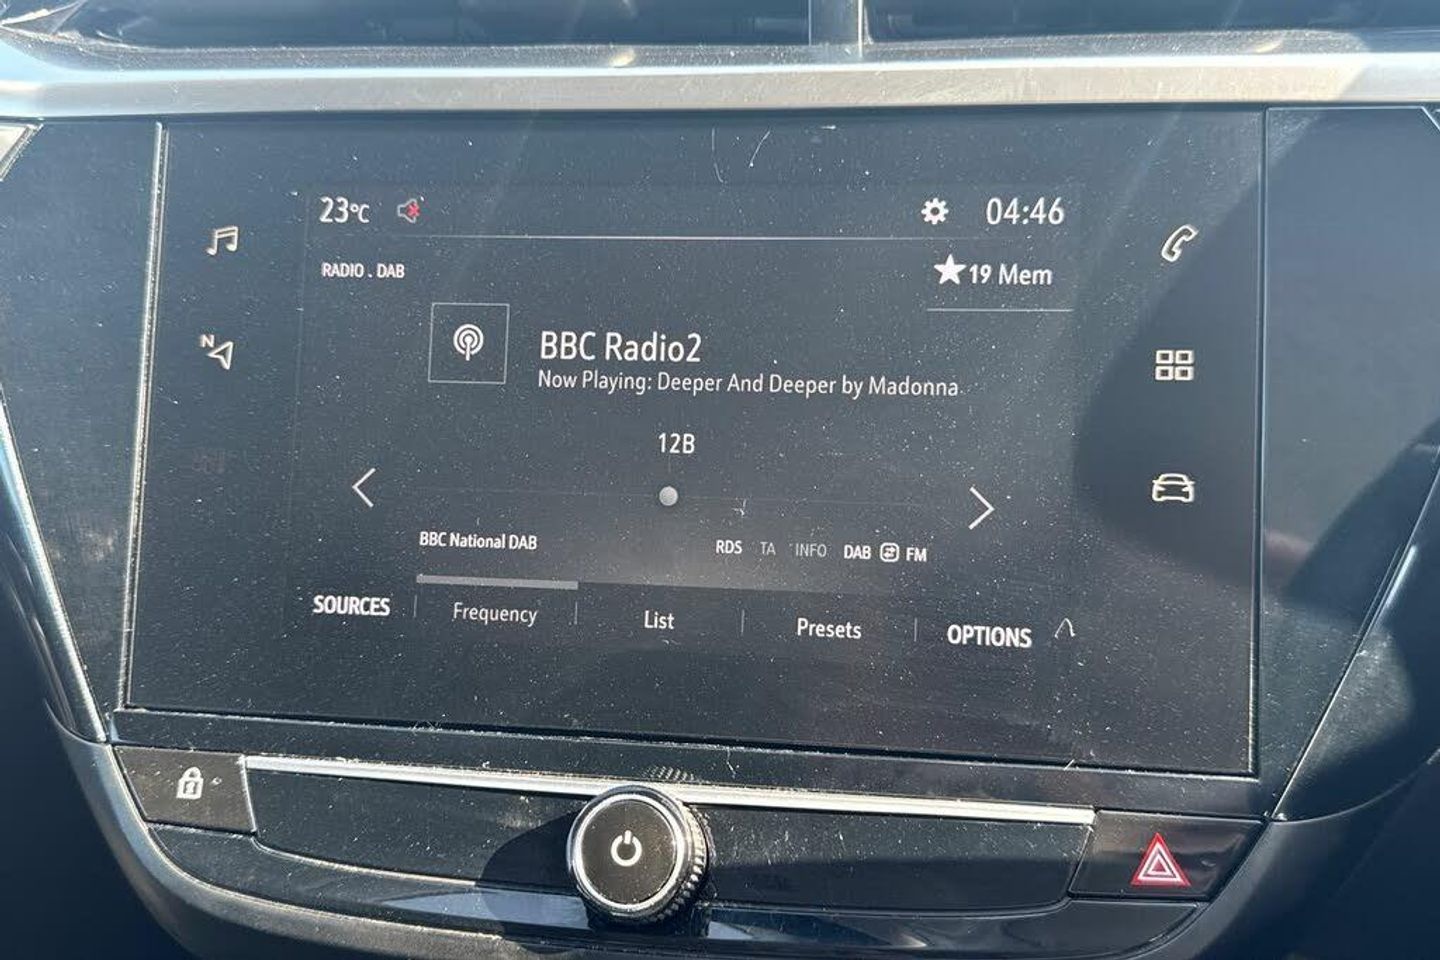 23°C
04:46
RADIO . DAB
★19 Mem
N
BBC Radio2
Now Playing: Deeper And Deeper by Madonna
12B
BBC National DAB
RDS TA INFO DAB FM
SOURCES Frequency List Presets OPTIONS